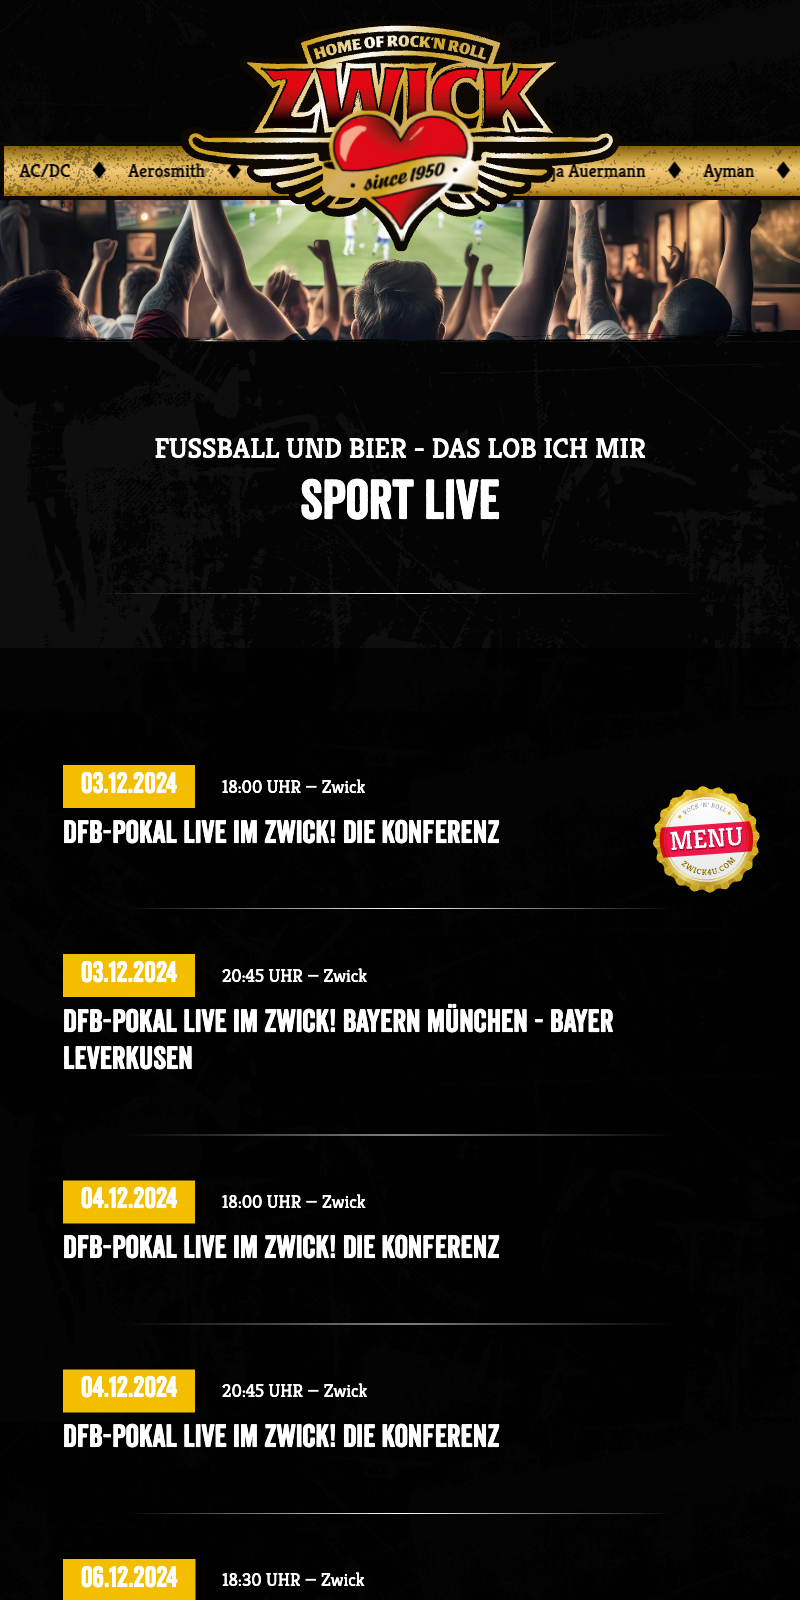 HOME OF ROCK'N ROLL
ZWICK
since 1950
AC/DC ♦ Aerosmith ♦ ja Auermann ♦ Ayman ♦
FUSSBALL UND BIER - DAS LOB ICH MIR
SPORT LIVE
03.12.2024 18:00 UHR – Zwick
DFB-POKAL LIVE IM ZWICK! DIE KONFERENZ
ROCK 'N' ROLL
MENU
ZWICK4U.COM
03.12.2024 20:45 UHR – Zwick
DFB-POKAL LIVE IM ZWICK! BAYERN MÜNCHEN - BAYER
LEVERKUSEN
04.12.2024 18:00 UHR – Zwick
DFB-POKAL LIVE IM ZWICK! DIE KONFERENZ
04.12.2024 20:45 UHR – Zwick
DFB-POKAL LIVE IM ZWICK! DIE KONFERENZ
06.12.2024 18:30 UHR – Zwick